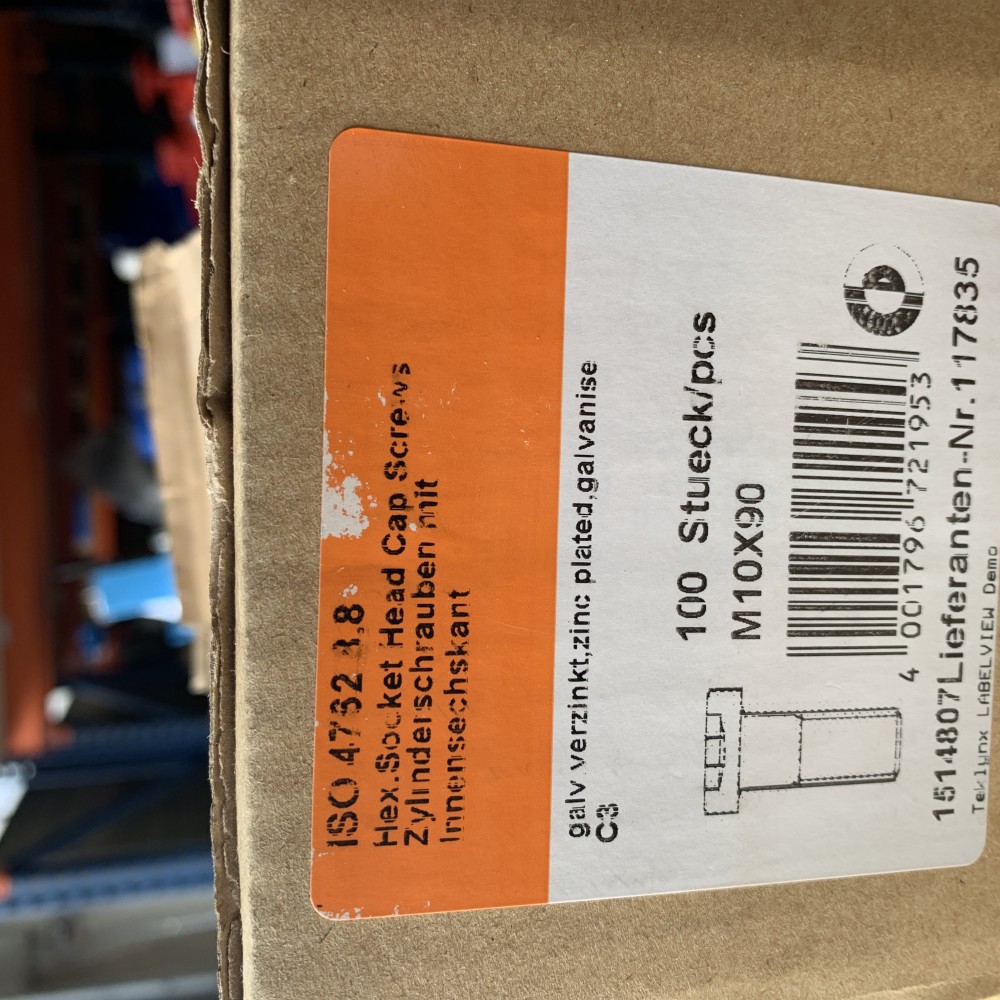 ISO 4762 8,8
Hex.Socket Head Cap Screws
Zylinderschrauben mit
Innensechskant
galv verzinkt,zinc plated,galvanise
C3
100 Stueck/pcs
M10X90
4 001796 721953
1514807 Lieferanten-Nr.117835
Teklynx LABELVIEW Demo